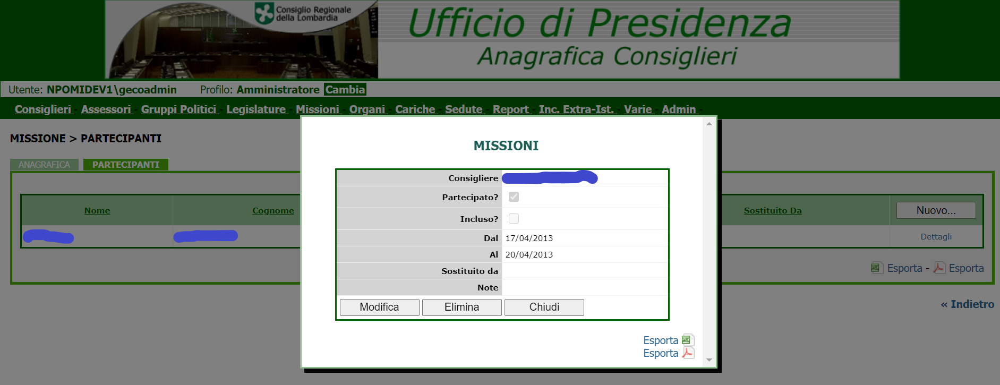 Consiglio Regionale
della Lombardia
Ufficio di Presidenza
Anagrafica Consiglieri
Utente: NPOMIDEV1\gecoadmin Profilo: Amministratore Cambia
Consiglieri - Assessori - Gruppi Politici - Legislature - Missioni - Organi - Cariche - Sedute - Report - Inc. Extra-Ist. - Varie - Admin -
MISSIONE > PARTECIPANTI
ANAGRAFICA PARTECIPANTI
Nome Cognome Sostituito Da Nuovo...
Dettagli
Esporta - Esporta
« Indietro
MISSIONI
Consigliere
Partecipato?
Incluso?
Dal 17/04/2013
Al 20/04/2013
Sostituito da
Note
Modifica Elimina Chiudi
Esporta
Esporta